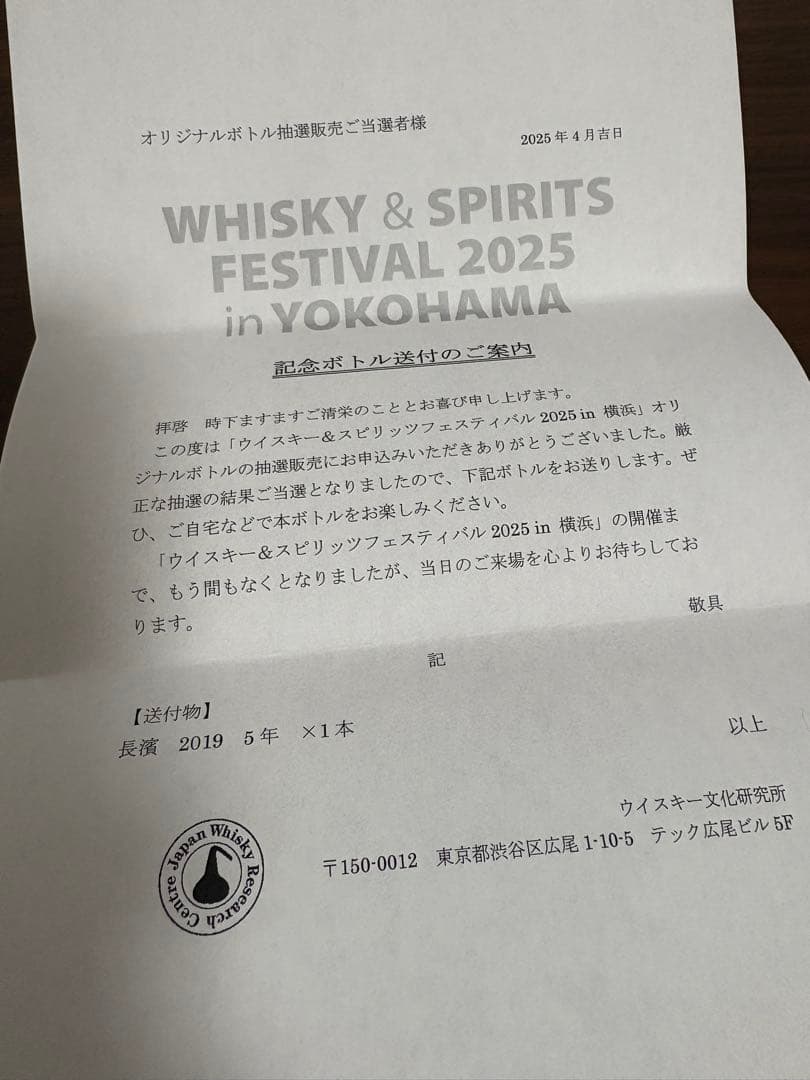 オリジナルボトル抽選販売ご当選者様
2025年4月吉日
WHISKY & SPIRITS
FESTIVAL 2025
in YOKOHAMA
記念ボトル送付のご案内
拝啓　時下ますますご清栄のこととお喜び申し上げます。
この度は「ウイスキー＆スピリッツフェスティバル 2025 in 横浜」オリ
ジナルボトルの抽選販売にお申込みいただきありがとうございました。厳
正な抽選の結果ご当選となりましたので、下記ボトルをお送りします。ぜ
ひ、ご自宅などで本ボトルをお楽しみください。
「ウイスキー＆スピリッツフェスティバル 2025 in 横浜」の開催ま
で、もう間もなくとなりましたが、当日のご来場を心よりお待ちしてお
ります。
敬具
記
【送付物】
長濱　2019　5年　×1本
以上
ウイスキー文化研究所
〒150-0012　東京都渋谷区広尾 1-10-5　テック広尾ビル 5F
Japan Whisky Research Centre